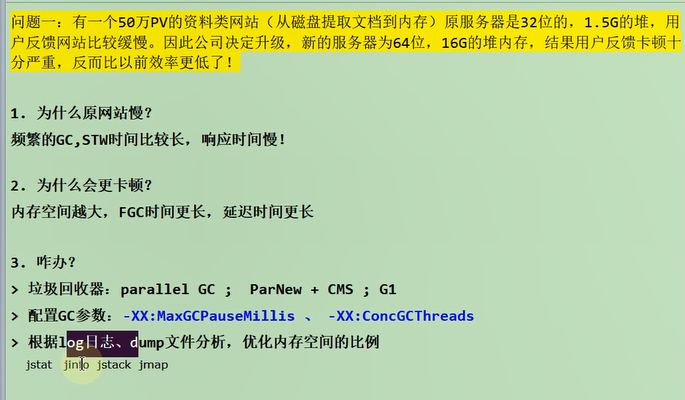 问题一：有一个50万PV的资料类网站（从磁盘提取文档到内存）原服务器是32位的，1.5G的堆，用
户反馈网站比较缓慢。因此公司决定升级，新的服务器为64位，16G的堆内存，结果用户反馈卡顿十
分严重，反而比以前效率更低了！
1. 为什么原网站慢？
频繁的GC,STW时间比较长，响应时间慢！
2. 为什么会更卡顿？
内存空间越大，FGC时间更长，延迟时间更长
3. 咋办？
> 垃圾回收器：parallel GC ; ParNew + CMS ; G1
> 配置GC参数：-XX:MaxGCPauseMillis 、 -XX:ConcGCThreads
> 根据log日志、dump文件分析，优化内存空间的比例
jstat jinfo jstack jmap